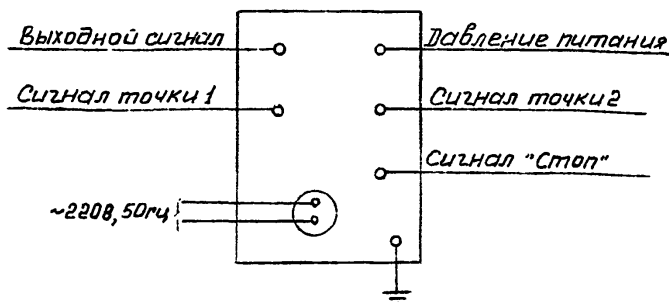 Выходной сигнал
Давление питания
Сигнал точки 1
Сигнал точки 2
Сигнал "Стоп"
~220В, 50гц